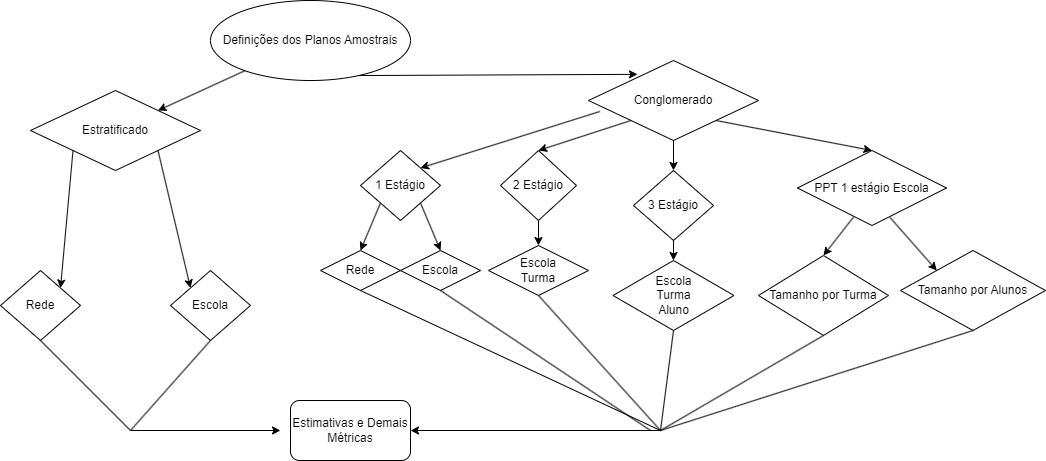 Definições dos Planos Amostrais
Estratificado
Conglomerado
1 Estágio
2 Estágio
3 Estágio
PPT 1 estágio Escola
Rede
Escola
Rede
Escola
Escola
Turma
Escola
Turma
Aluno
Tamanho por Turma
Tamanho por Alunos
Estimativas e Demais
Métricas